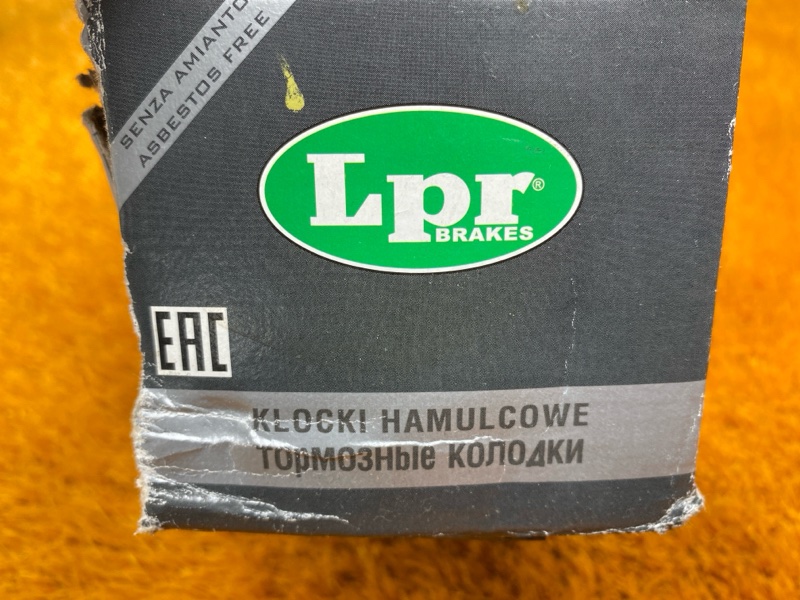 SENZA AMIANTO
ASBESTOS FREE
Lpr®
BRAKES
EAC
KLOCKI HAMULCOWE
ТОРМОЗНЫЕ КОЛОДКИ